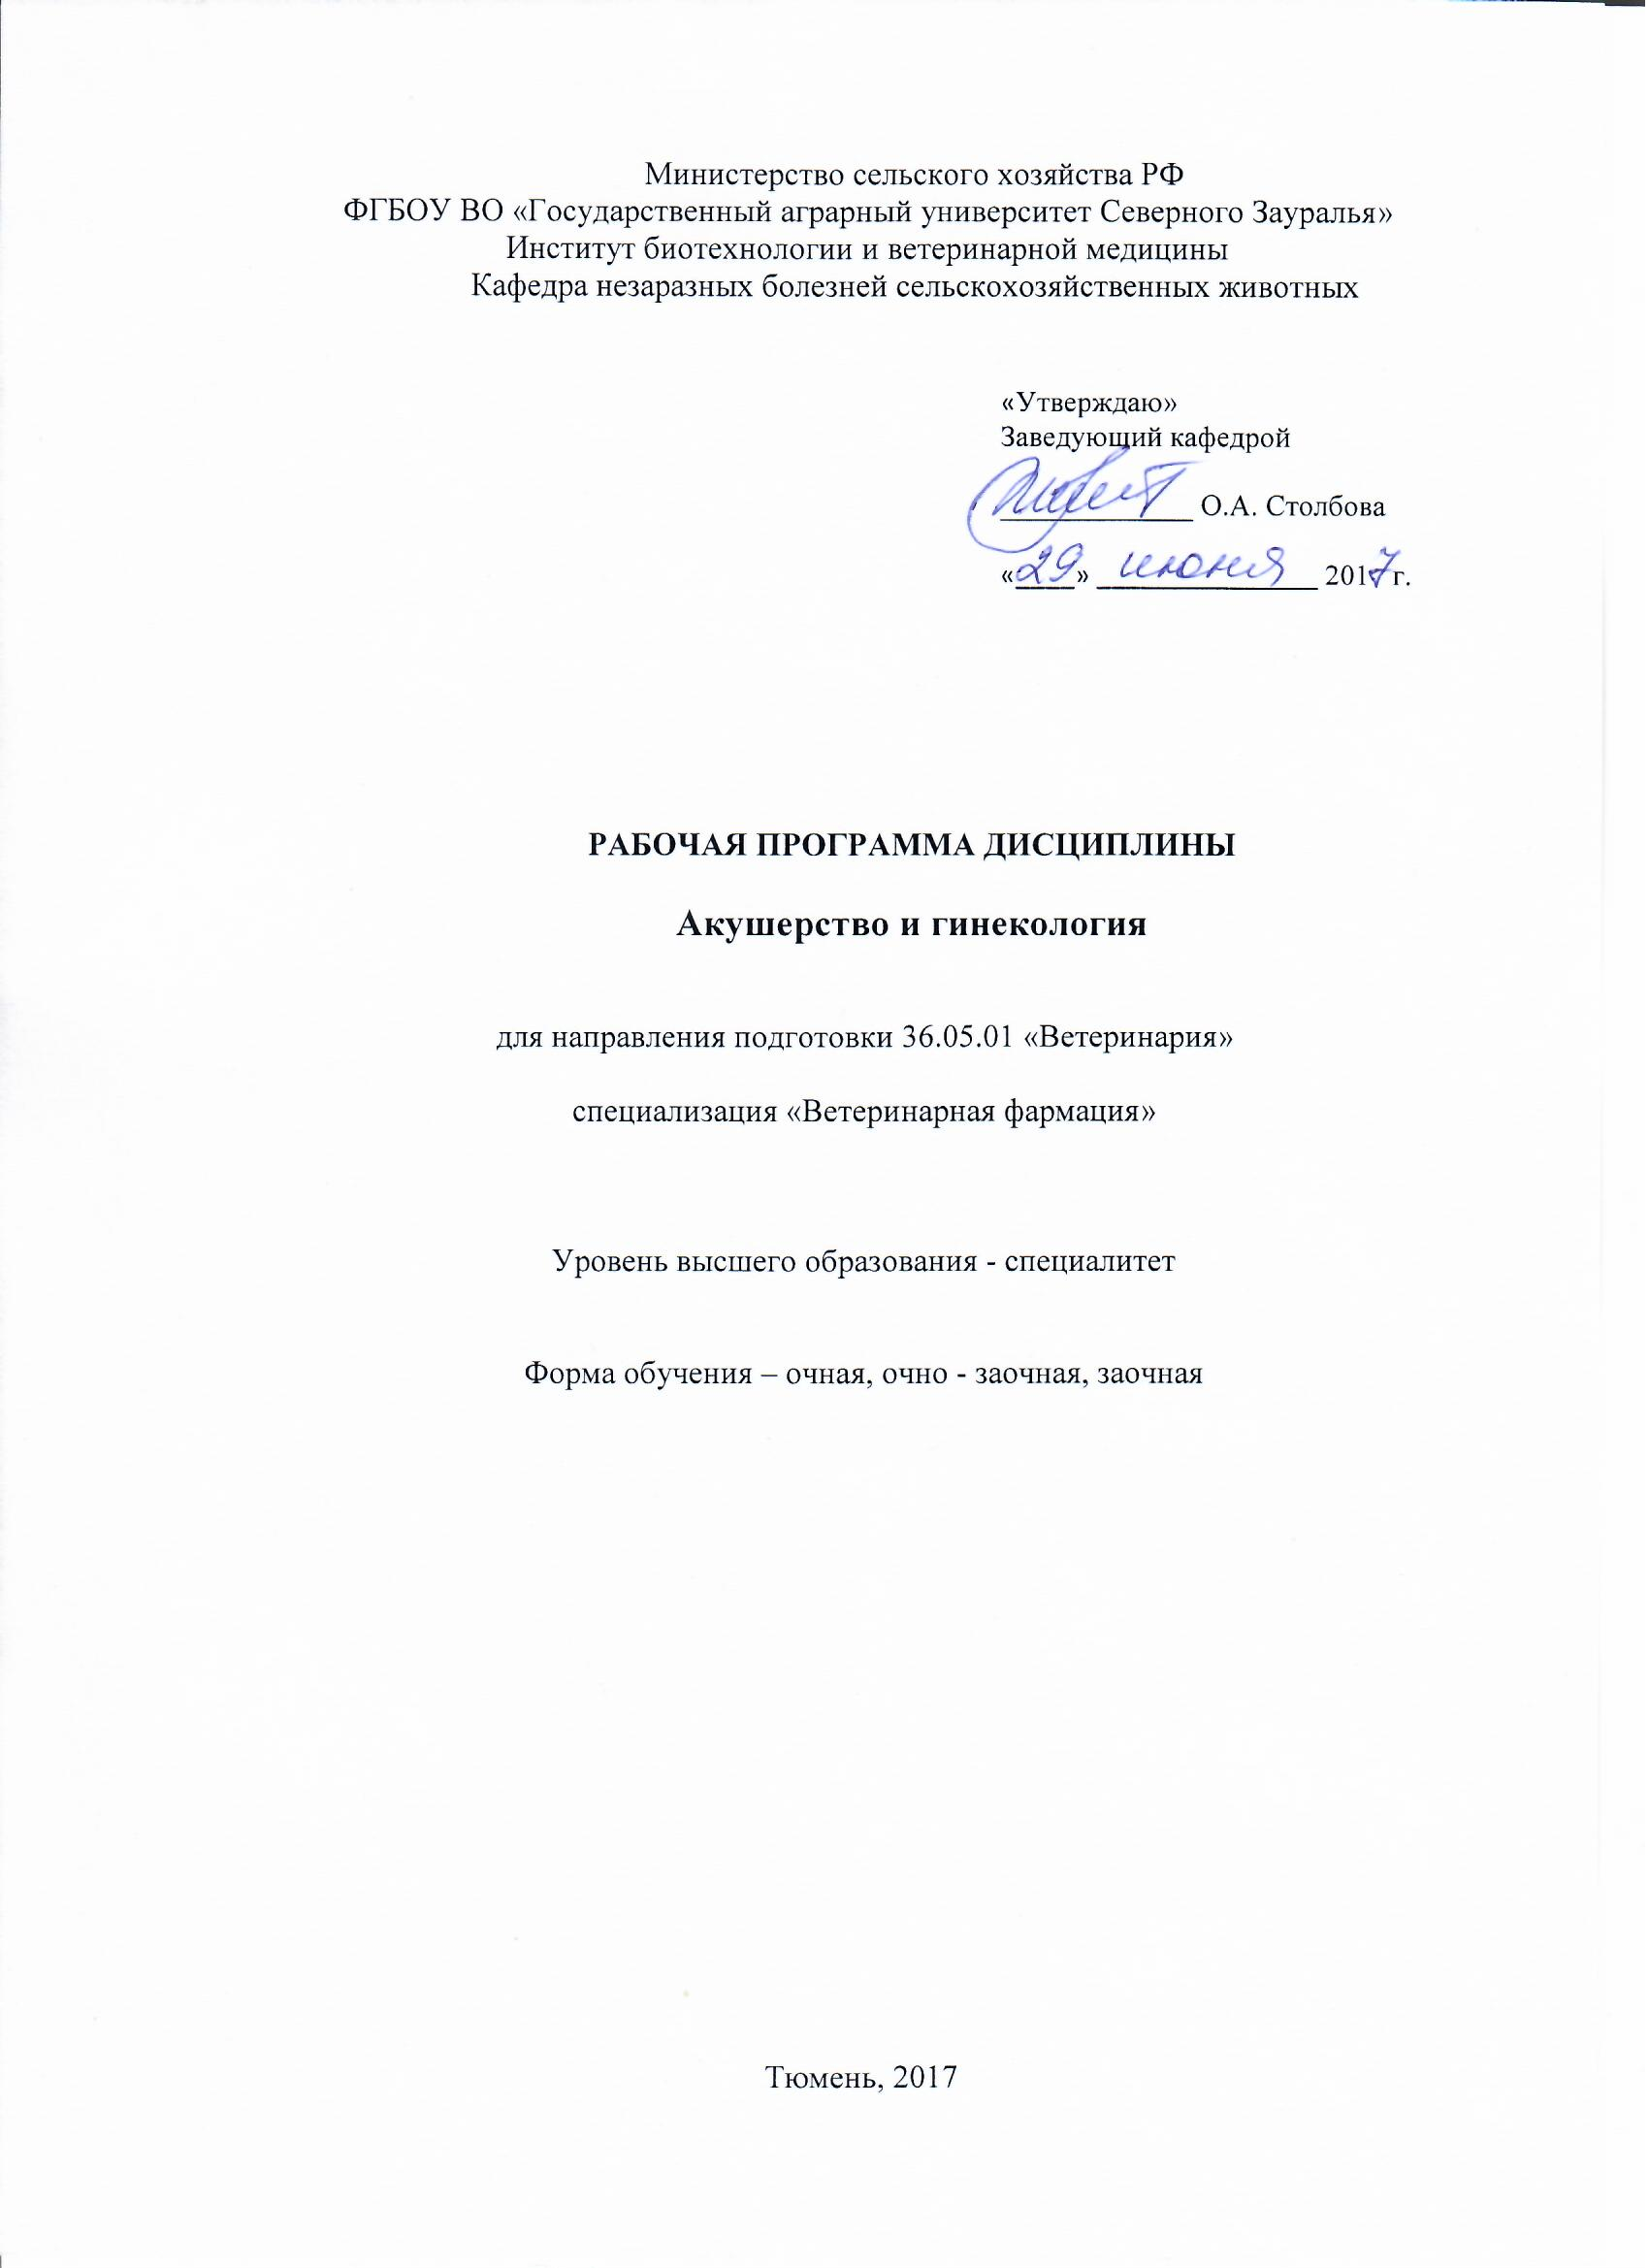 Министерство сельского хозяйства РФ
ФГБОУ ВО «Государственный аграрный университет Северного Зауралья»
Институт биотехнологии и ветеринарной медицины
Кафедра незаразных болезней сельскохозяйственных животных
«Утверждаю»
Заведующий кафедрой
О.А. Столбова
«29» июня 2017 г.
РАБОЧАЯ ПРОГРАММА ДИСЦИПЛИНЫ
Акушерство и гинекология
для направления подготовки 36.05.01 «Ветеринария»
специализация «Ветеринарная фармация»
Уровень высшего образования - специалитет
Форма обучения – очная, очно - заочная, заочная
Тюмень, 2017